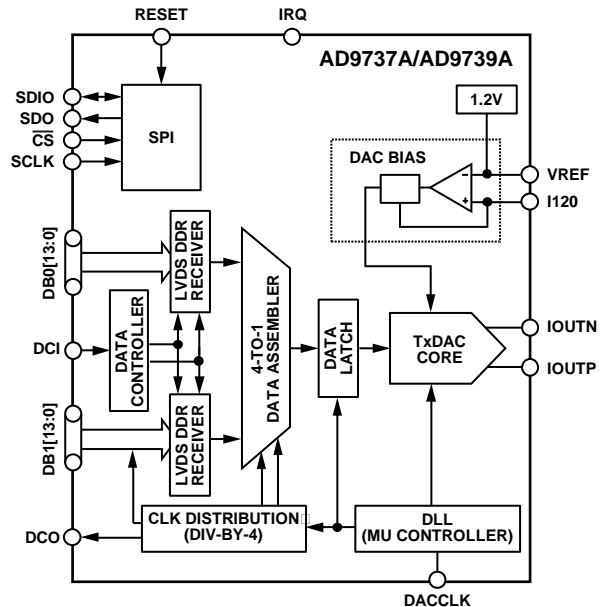 RESET
IRQ
AD9737A/AD9739A
SDIO
SDO
CS
SCLK
SPI
1.2V
DAC BIAS
–
+
VREF
I120
DB0[13:0]
LVDS DDR
RECEIVER
DCI
DATA
CONTROLLER
4-TO-1
DATA ASSEMBLER
DATA
LATCH
TxDAC
CORE
IOUTN
IOUTP
DB1[13:0]
LVDS DDR
RECEIVER
DCO
CLK DISTRIBUTION
(DIV-BY-4)
DLL
(MU CONTROLLER)
DACCLK